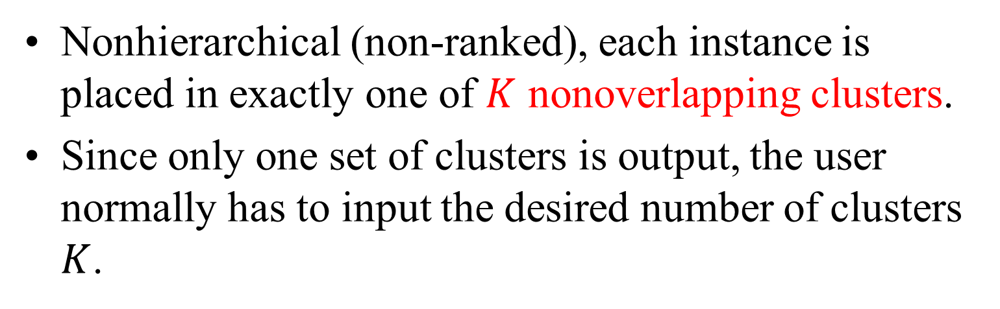 • Nonhierarchical (non-ranked), each instance is
placed in exactly one of K nonoverlapping clusters.
• Since only one set of clusters is output, the user
normally has to input the desired number of clusters
K.